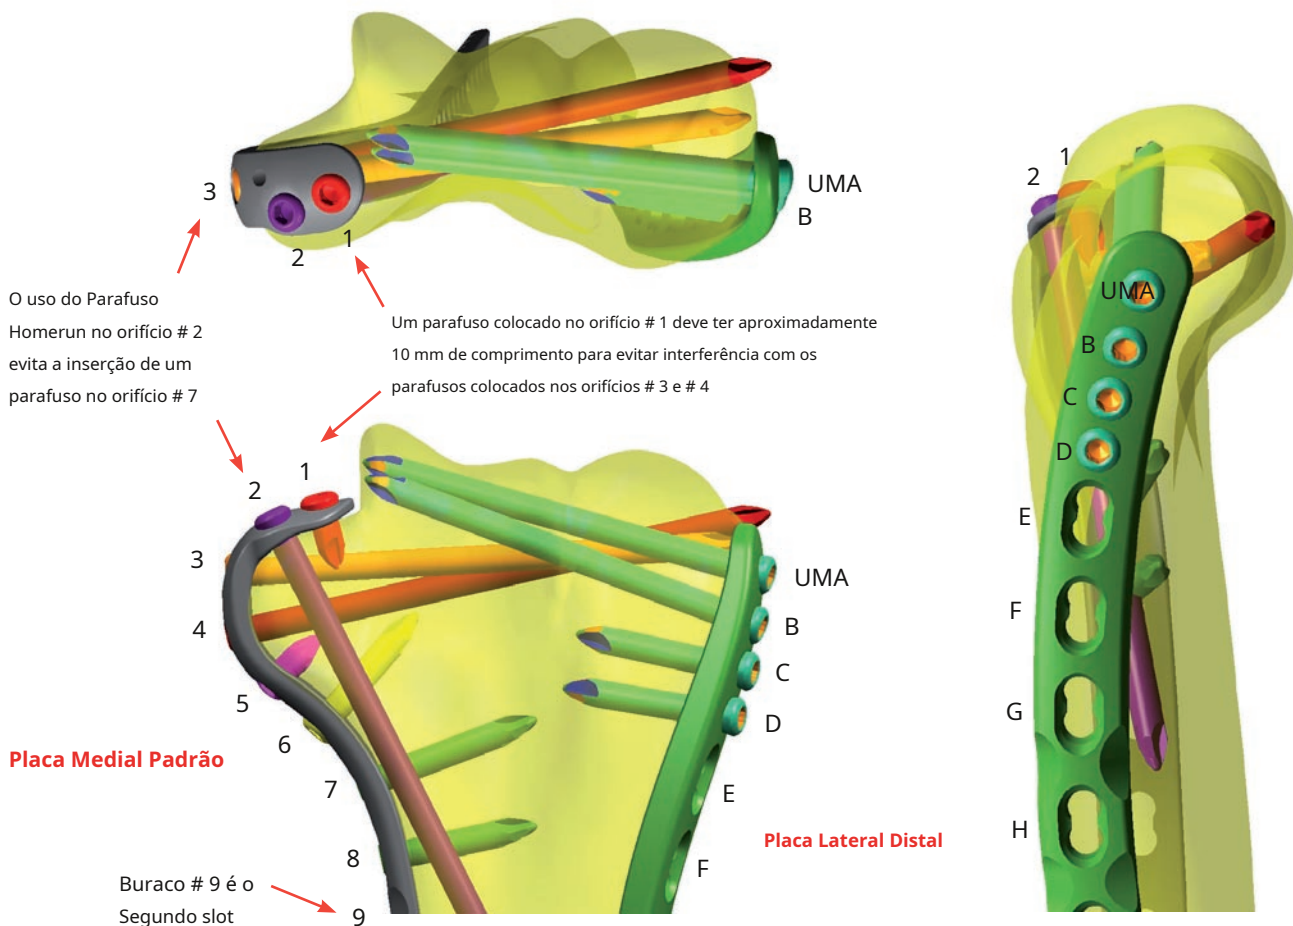 3
2
1
UMA
B
O uso do Parafuso
Homerun no orifício # 2
evita a inserção de um
parafuso no orifício # 7
Um parafuso colocado no orifício # 1 deve ter aproximadamente
10 mm de comprimento para evitar interferência com os
parafusos colocados nos orifícios # 3 e # 4
1
2
3
4
5
6
7
8
9
UMA
B
C
D
E
F
Placa Medial Padrão
Buraco # 9 é o
Segundo slot
Placa Lateral Distal
1
2
UMA
B
C
D
E
F
G
H